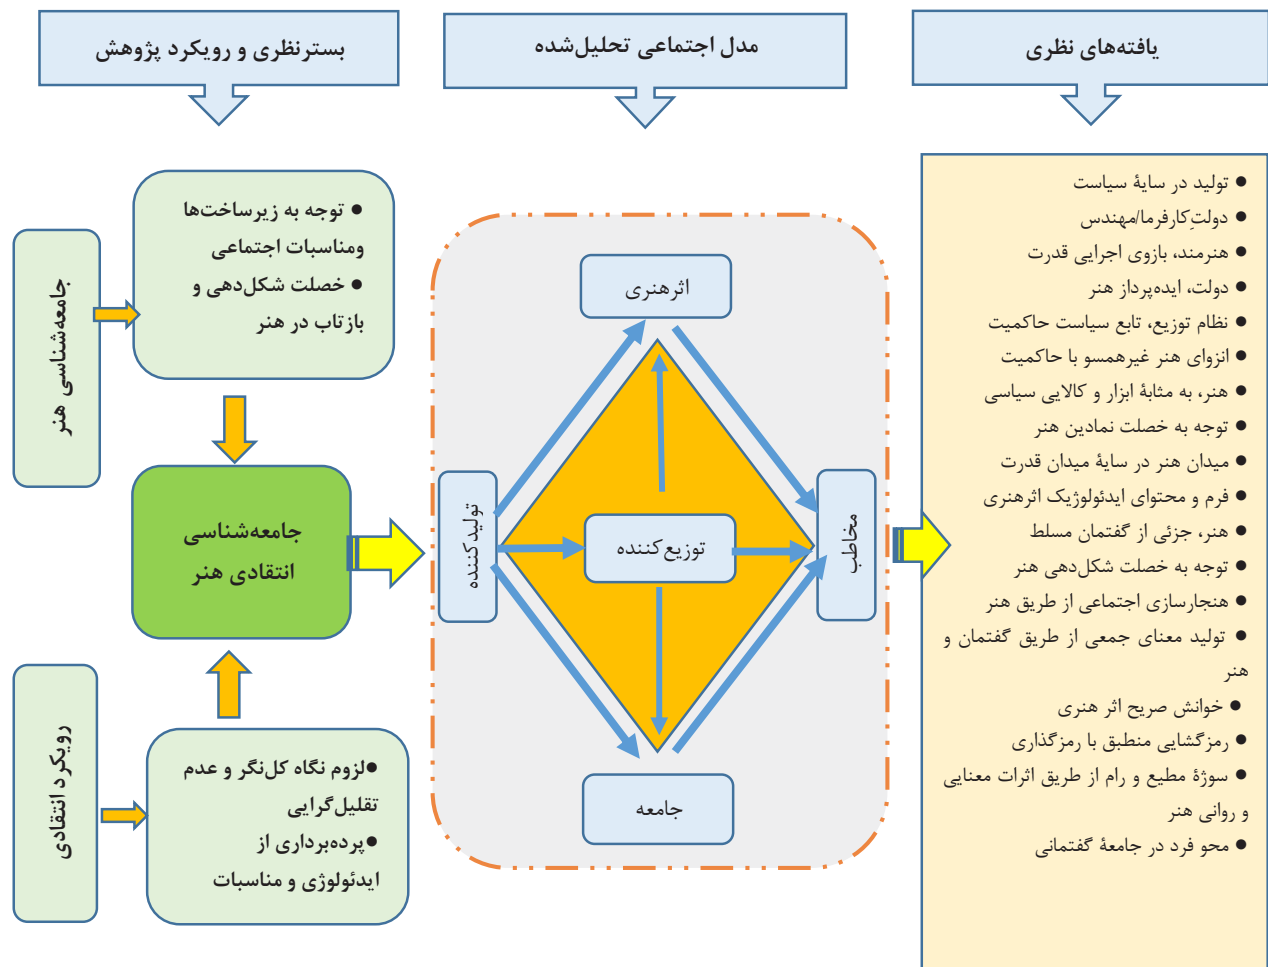 بسترنظری و رویکرد پژوهش
مدل اجتماعی تحلیل‌شده
یافته‌های نظری
جامعه‌شناسی هنر
● توجه به زیرساخت‌ها
ومناسبات اجتماعی
● خصلت شکل‌دهی و
بازتاب در هنر
جامعه‌شناسی
انتقادی هنر
رویکرد انتقادی
●لزوم نگاه کل‌نگر و عدم
تقلیل‌گرایی
●پرده‌برداری از
ایدئولوژی و مناسبات
اثرهنری
تولیدکننده
توزیع‌کننده
مخاطب
جامعه
● تولید در سایۀ سیاست
● دولتِ‌کارفرما/مهندس
● هنرمند، بازوی اجرایی قدرت
● دولت، ایده‌پرداز هنر
● نظام توزیع، تابع سیاست حاکمیت
● انزوای هنر غیرهمسو با حاکمیت
● هنر، به مثابۀ ابزار و کالایی سیاسی
● توجه به خصلت نمادین هنر
● میدان هنر در سایۀ میدان قدرت
● فرم و محتوای ایدئولوژیک اثرهنری
● هنر، جزئی از گفتمان مسلط
● توجه به خصلت شکل‌دهی هنر
● هنجارسازی اجتماعی از طریق هنر
● تولید معنای جمعی از طریق گفتمان و
هنر
● خوانش صریح اثر هنری
● رمزگشایی منطبق با رمزگذاری
● سوژۀ مطیع و رام از طریق اثرات معنایی
و روانی هنر
● محو فرد در جامعۀ گفتمانی